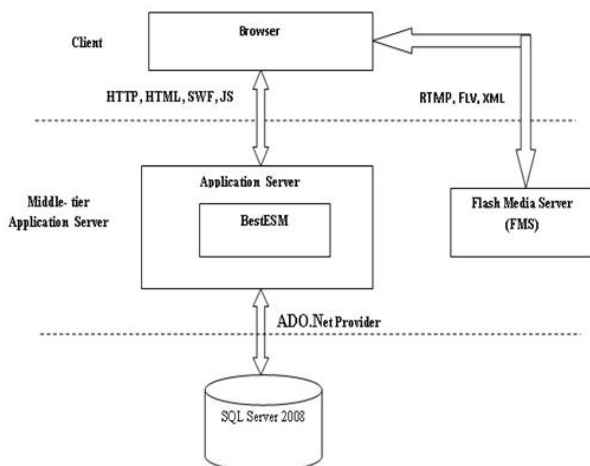 Browser
Client
HTTP, HTML, SWF, JS
RTMP, FLV, XML
Application Server
BestESM
Middle- tier
Application Server
Flash Media Server
(FMS)
ADO.Net Provider
SQL Server 2008